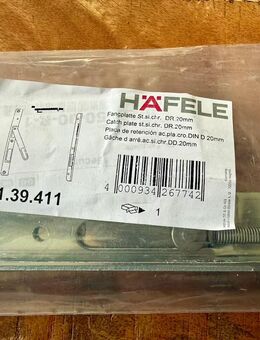 HÄFELE
Fangplatte St.si.chr. DR.20mm
Catch plate st.si.chr. DR.20mm
Placa de retención ac.pla.cro.DIN D 20mm
Gâche d arrê.ac.si.chr.DD.20mm
1.39.411
4 000934 267742
1